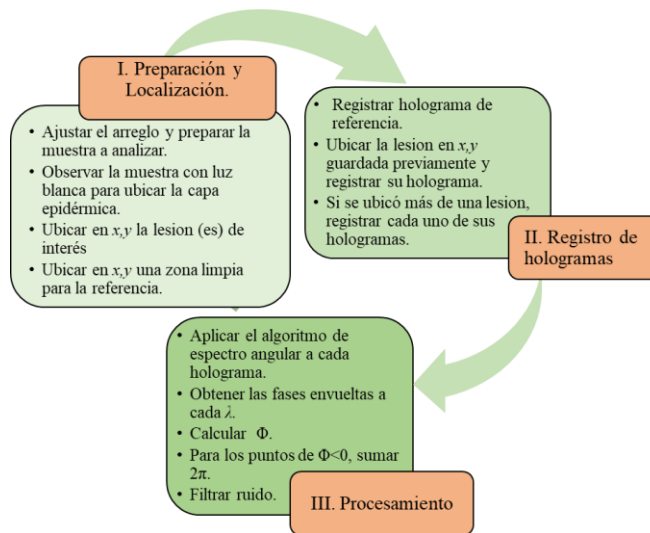 I. Preparación y
Localización.
• Ajustar el arreglo y preparar la
muestra a analizar.
• Observar la muestra con luz
blanca para ubicar la capa
epidérmica.
• Ubicar en x,y la lesion (es) de
interés
• Ubicar en x,y una zona limpia
para la referencia.
• Registrar holograma de
referencia.
• Ubicar la lesion en x,y
guardada previamente y
registrar su holograma.
• Si se ubicó más de una lesion,
registrar cada uno de sus
hologramas.
II. Registro de
hologramas
• Aplicar el algoritmo de
espectro angular a cada
holograma.
• Obtener las fases envueltas a
cada λ.
• Calcular Φ.
• Para los puntos de Φ<0, sumar
2π.
• Filtrar ruido.
III. Procesamiento